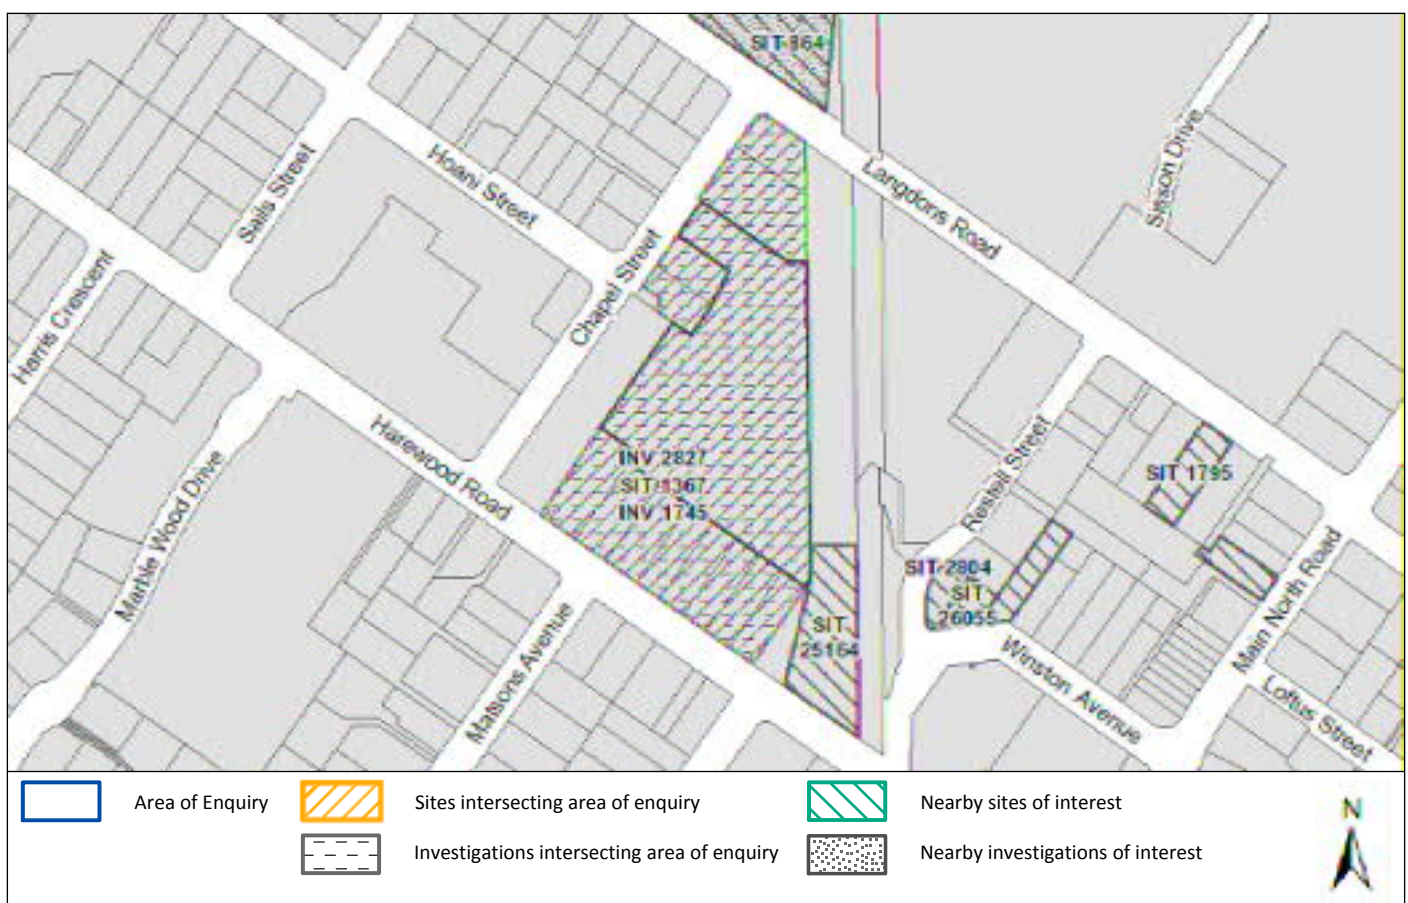 SIT 864
Langdons Road
Sisson Drive
Hoani Street
Sails Street
Chapel Street
Harris Crescent
Harewood Road
Marble Wood Drive
Matsons Avenue
INV 2827
SIT 1367
INV 1745
Restell Street
SIT 1795
SIT 2804
SIT
26055
SIT
25164
Winston Avenue
Main North Road
Loftus Street
Area of Enquiry
Sites intersecting area of enquiry
Nearby sites of interest
Investigations intersecting area of enquiry
Nearby investigations of interest
N